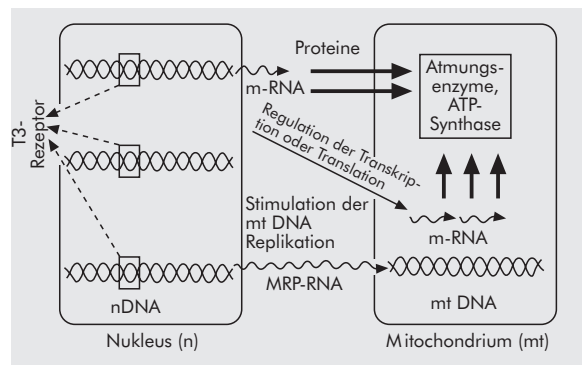 Proteine
m-RNA
Atmungs-
enzyme,
ATP-
Synthase
T3-
Rezeptor
Regulation der Transkrip-
tion oder Translation
Stimulation der
mt DNA
Replikation
m-RNA
MRP-RNA
nDNA
mt DNA
Nukleus (n)
Mitochondrium (mt)